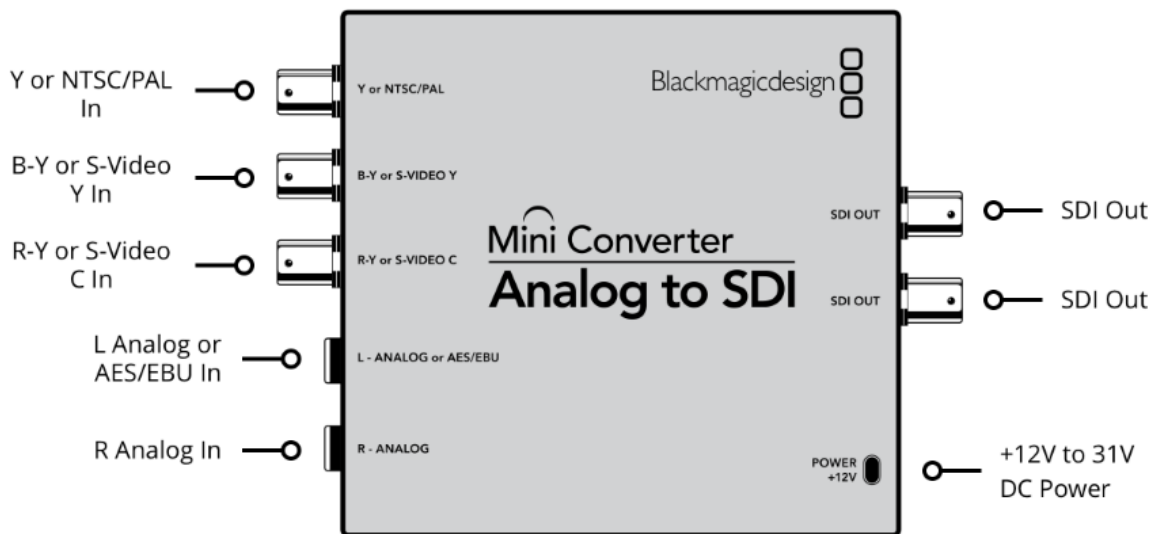 Y or NTSC/PAL
In
B-Y or S-Video
Y In
R-Y or S-Video
C In
L Analog or
AES/EBU In
R Analog In
Y or NTSC/PAL
B-Y or S-VIDEO Y
R-Y or S-VIDEO C
L - ANALOG or AES/EBU
R - ANALOG
Blackmagicdesign
Mini Converter
Analog to SDI
SDI OUT
SDI OUT
POWER
+12V
SDI Out
SDI Out
+12V to 31V
DC Power